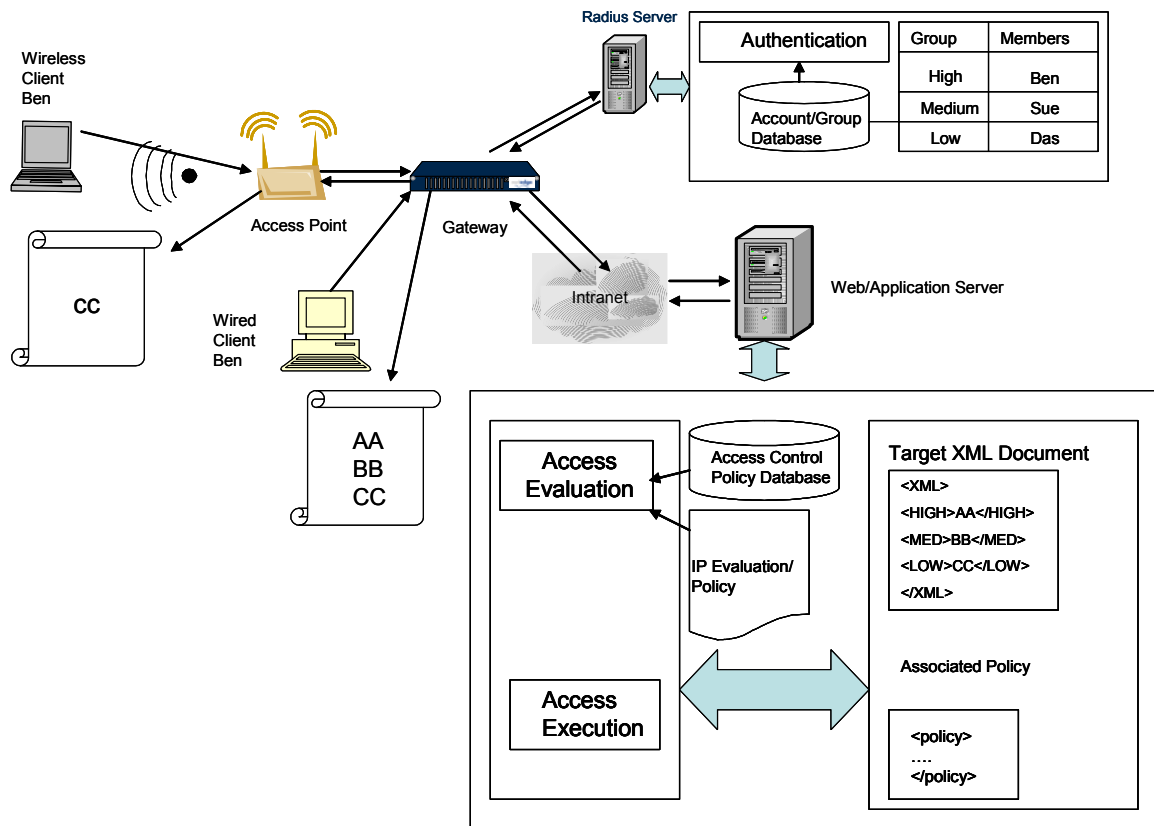 Radius Server
Authentication
Account/Group
Database
Group Members
High Ben
Medium Sue
Low Das
Wireless
Client
Ben
Access Point
Gateway
CC
Wired
Client
Ben
Intranet
Web/Application Server
AA
BB
CC
Access
Evaluation
Access Control
Policy Database
IP Evaluation/
Policy
Access
Execution
Target XML Document
<XML>
<HIGH>AA</HIGH>
<MED>BB</MED>
<LOW>CC</LOW>
</XML>
Associated Policy
<policy>
....
</policy>